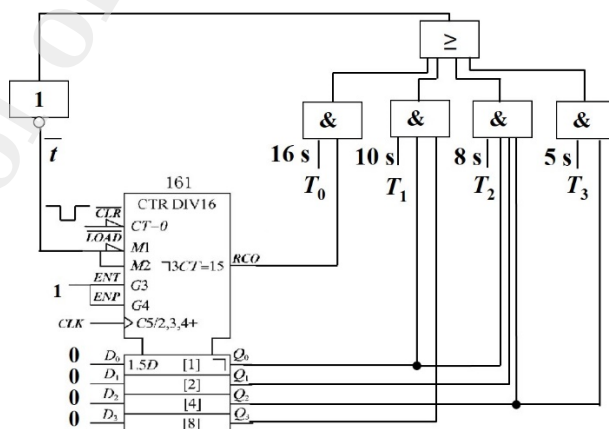 ≥
1
&
&
&
&
t
16 s
10 s
8 s
5 s
T₀
T₁
T₂
T₃
161
CTR DIV16
CLR
CT=0
LOAD
M1
M2
3CT=15
RCO
ENT
G3
1
ENP
G4
CLK
C5/2,3,4+
0 D₀ 1.5D [1] Q₀
0 D₁ [2] Q₁
0 D₂ [4] Q₂
0 D₃ [8] Q₃